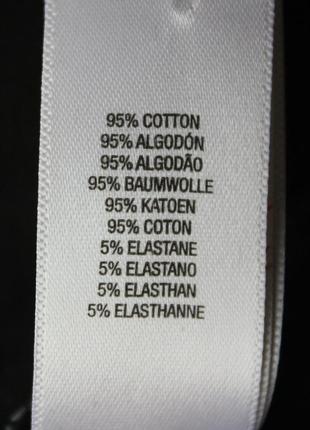 95% COTTON
95% ALGODÓN
95% ALGODÃO
95% BAUMWOLLE
95% KATOEN
95% COTON
5% ELASTANE
5% ELASTANO
5% ELASTHAN
5% ELASTHANNE